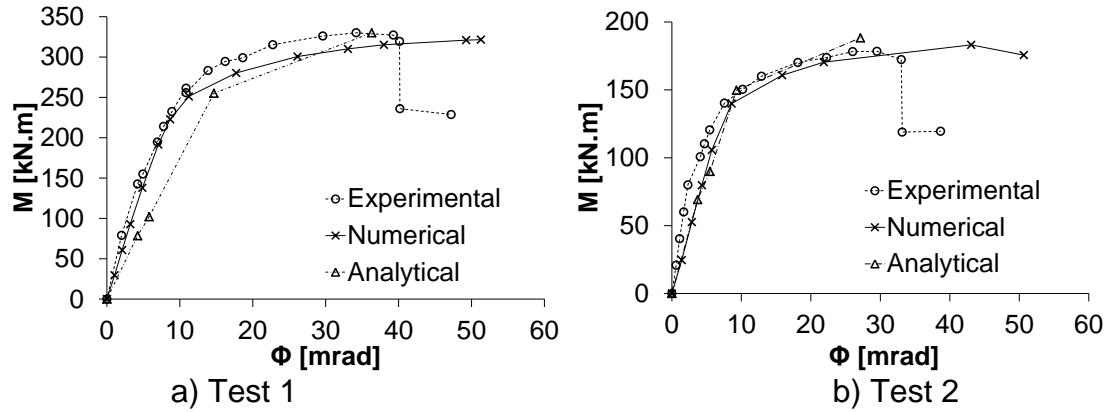 350
300
250
200
150
100
50
0
M [kN.m]
Experimental
Numerical
Analytical
0 10 20 30 40 50 60
Φ [mrad]
a) Test 1
200
150
100
50
0
M [kN.m]
Experimental
Numerical
Analytical
0 10 20 30 40 50 60
Φ [mrad]
b) Test 2